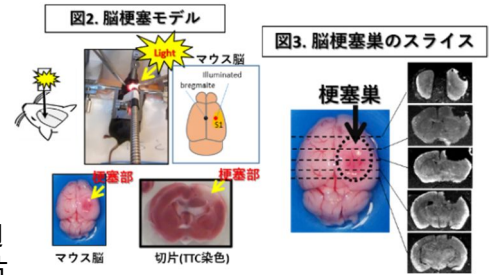 図2. 脳梗塞モデル
Light
マウス脳
Illuminated
bregmaite
S1
梗塞部
梗塞部
マウス脳
切片(TTC染色)
図3. 脳梗塞巣のスライス
梗塞巣